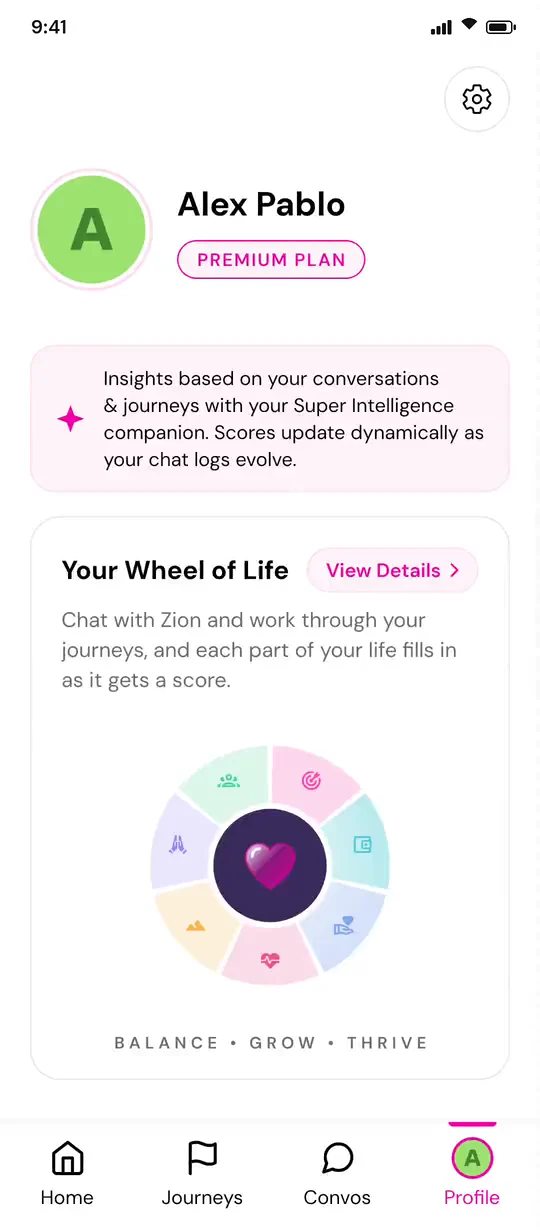 9:41
A
Alex Pablo
PREMIUM PLAN
Insights based on your conversations
& journeys with your Super Intelligence
companion. Scores update dynamically as
your chat logs evolve.
Your Wheel of Life
View Details
Chat with Zion and work through your
journeys, and each part of your life fills in
as it gets a score.
BALANCE • GROW • THRIVE
Home
Journeys
Convos
A
Profile